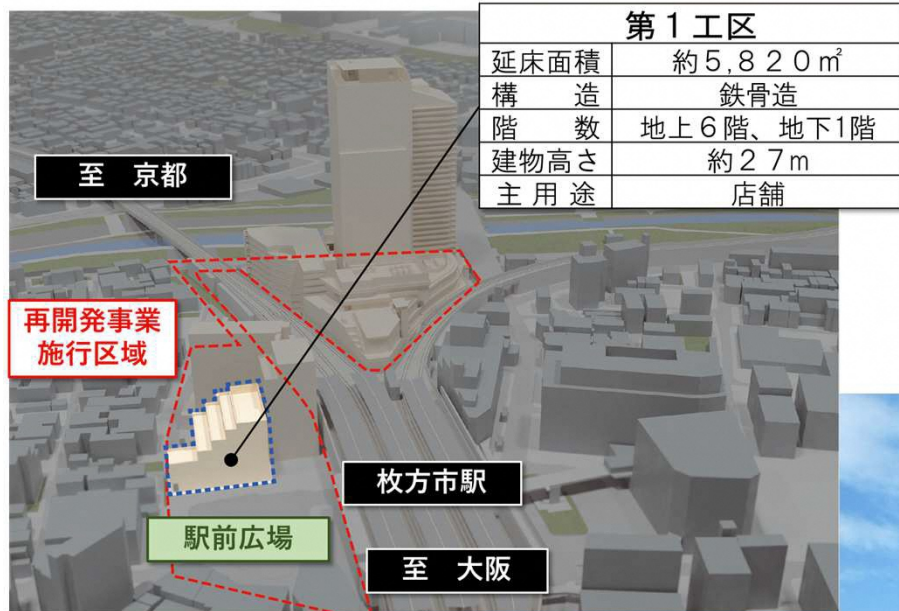 第1工区
延床面積 約5,820㎡
構造 鉄骨造
階数 地上6階、地下1階
建物高さ 約27m
主用途 店舗
至 京都
再開発事業
施行区域
枚方市駅
駅前広場
至 大阪